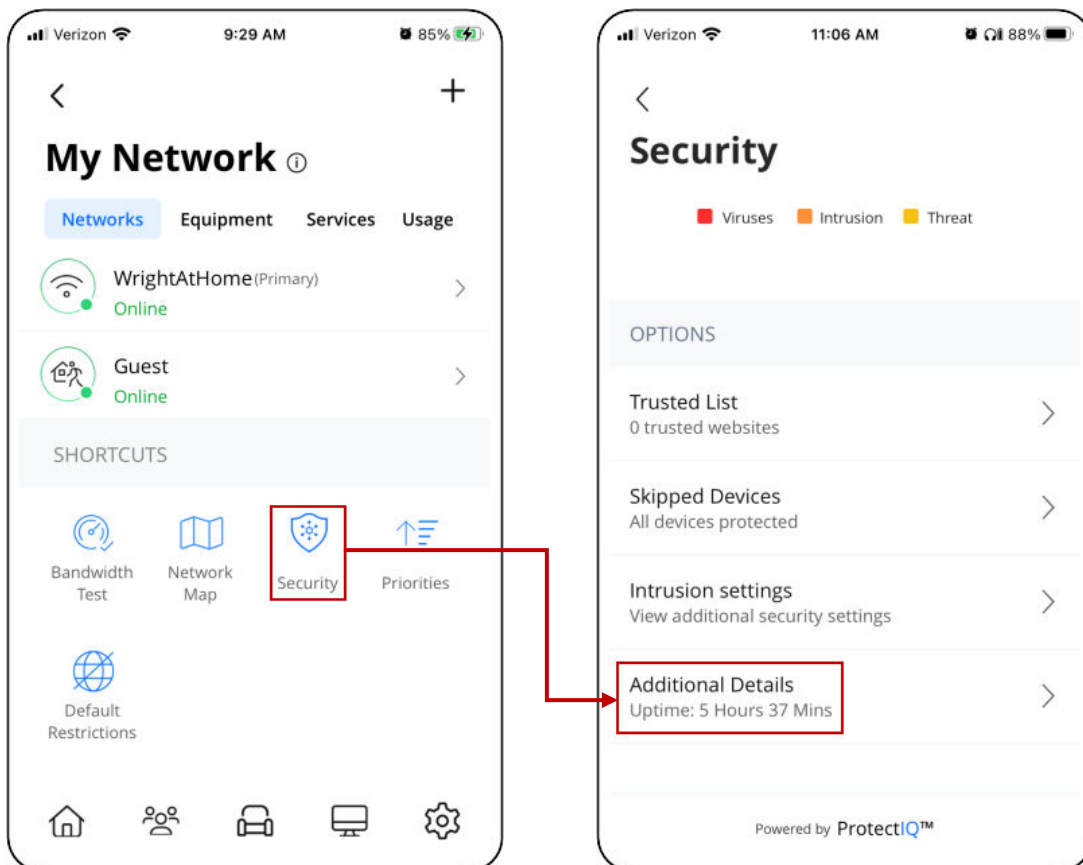 Verizon 9:29 AM 85%
My Network
Networks Equipment Services Usage
WrightAtHome (Primary)
Online
Guest
Online
SHORTCUTS
Bandwidth Test
Network Map
Security
Priorities
Default
Restrictions
Verizon 11:06 AM 88%
Security
Viruses Intrusion Threat
OPTIONS
Trusted List
0 trusted websites
Skipped Devices
All devices protected
Intrusion settings
View additional security settings
Additional Details
Uptime: 5 Hours 37 Mins
Powered by ProtectIQ™